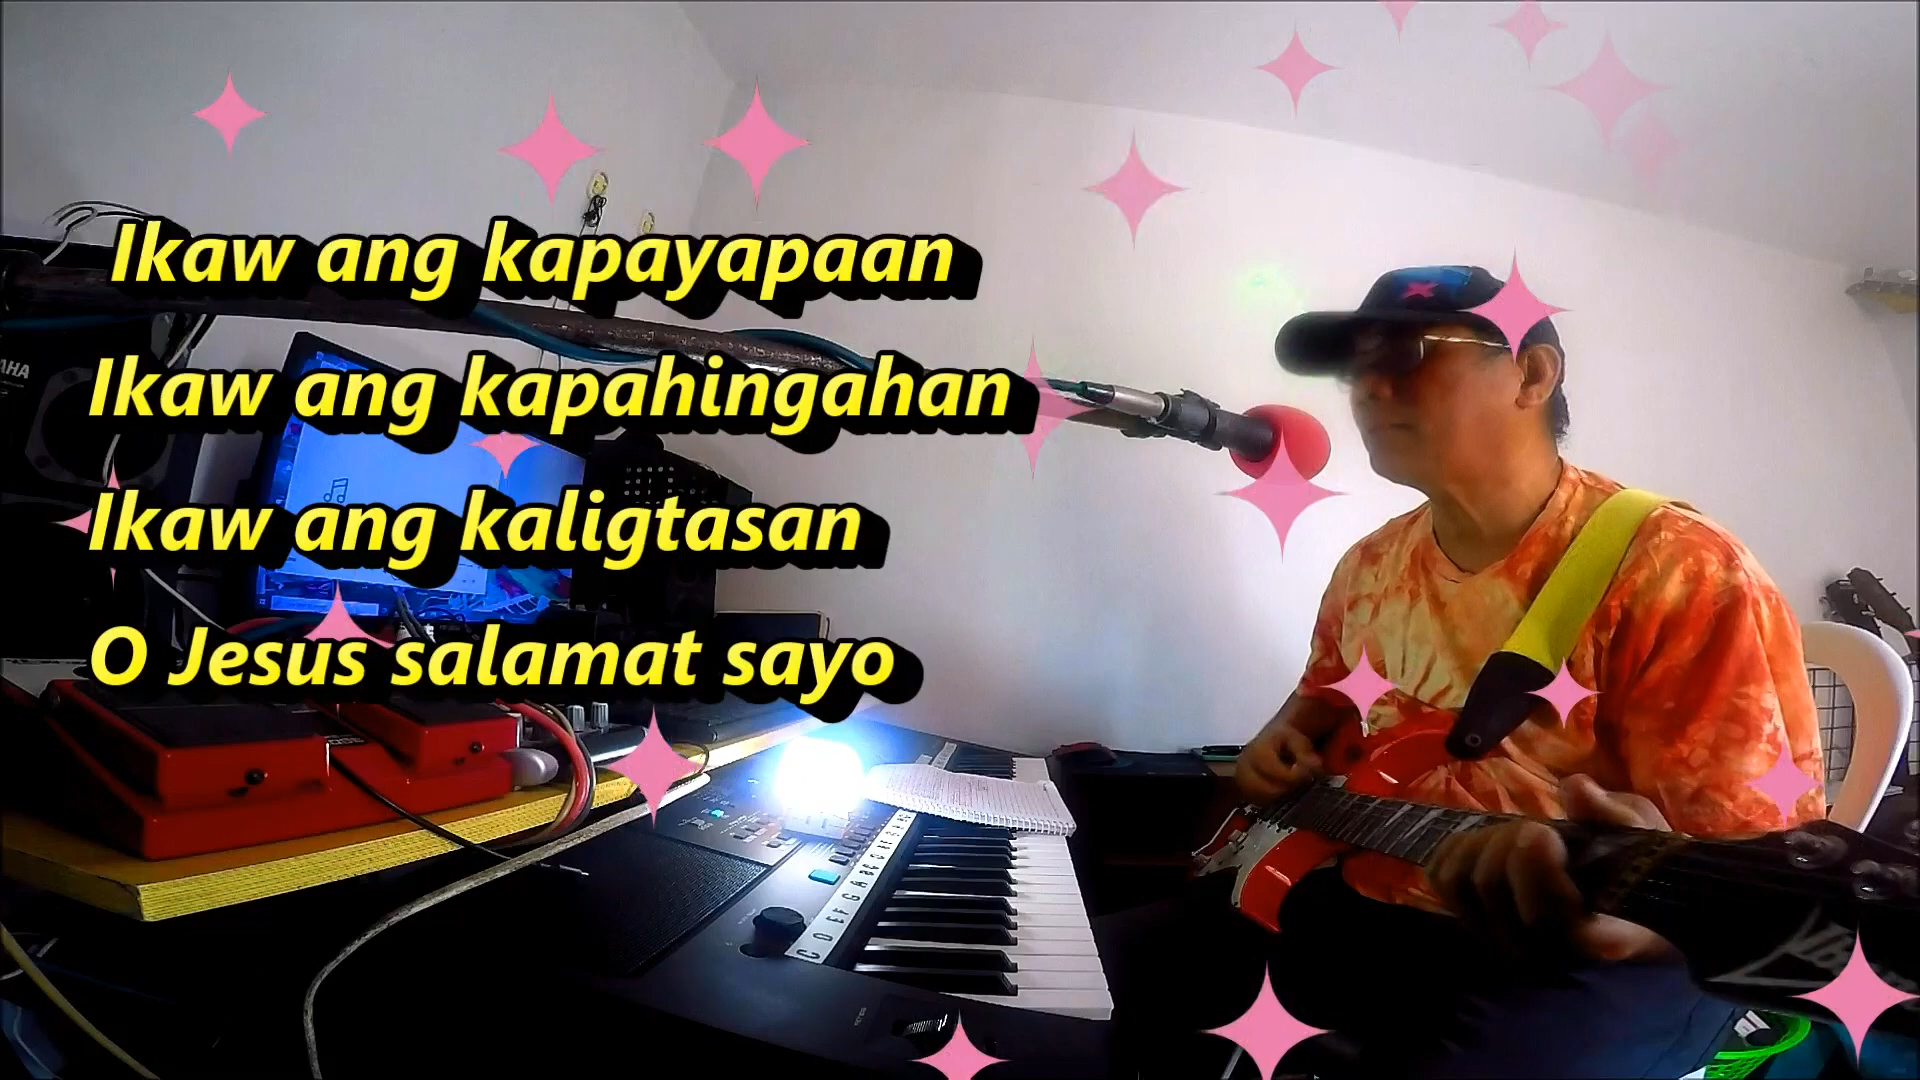 Ikaw ang kapayapaan
Ikaw ang kapahingahan
Ikaw ang kaligtasan
O Jesus salamat sayo